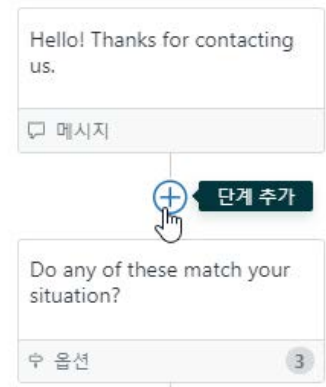 Hello! Thanks for contacting
us.
메시지
단계 추가
Do any of these match your
situation?
옵션
3